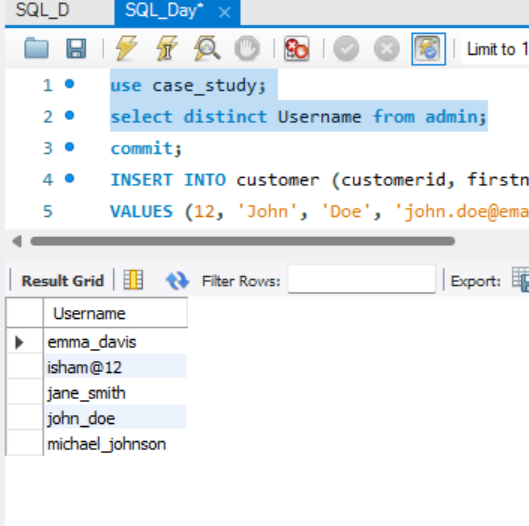 SQL_D SQL_Day* ×
Limit to 1
1 use case_study;
2 select distinct Username from admin;
3 commit;
4 INSERT INTO customer (customerid, firstn
5 VALUES (12, 'John', 'Doe', 'john.doe@ema
Result Grid Filter Rows: Export:
Username
emma_davis
isham@12
jane_smith
john_doe
michael_johnson